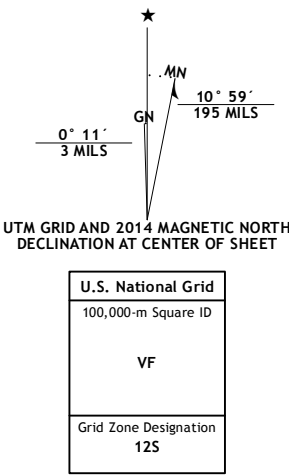 ★
MN
GN
10° 59´
195 MILS
0° 11´
3 MILS
UTM GRID AND 2014 MAGNETIC NORTH
DECLINATION AT CENTER OF SHEET
U.S. National Grid
100,000-m Square ID
VF
Grid Zone Designation
12S